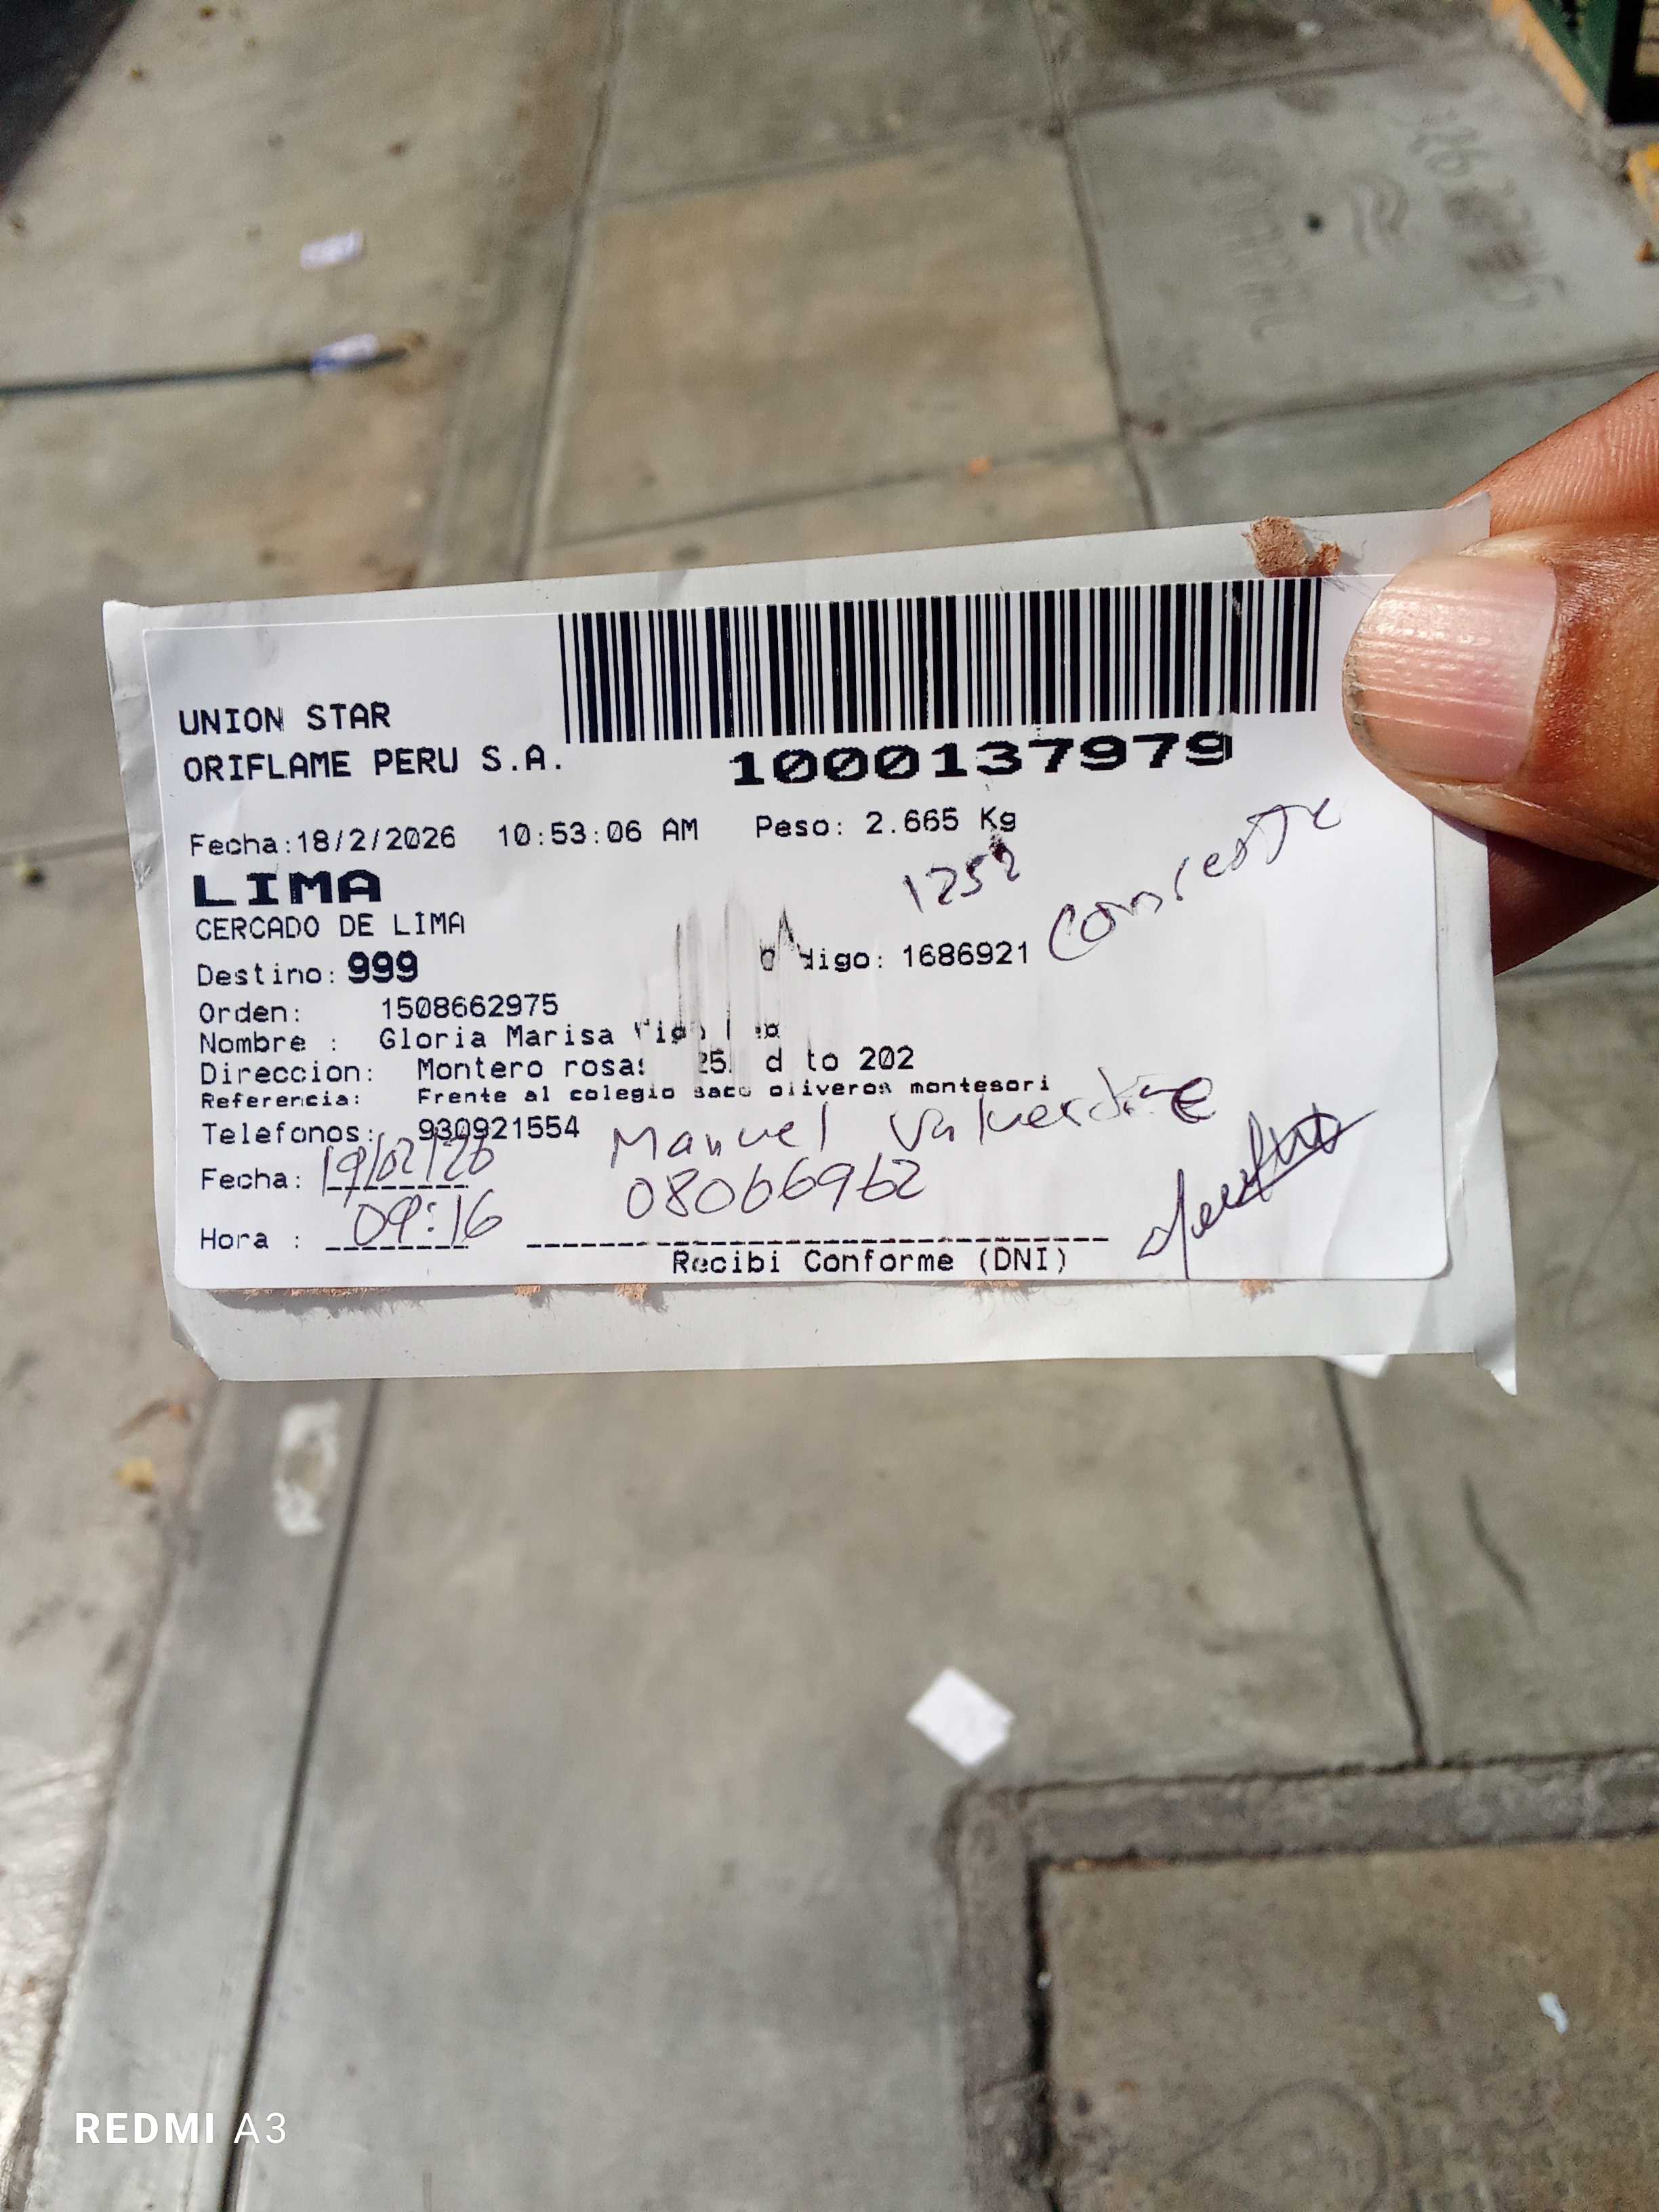 UNION STAR
ORIFLAME PERU S.A.
1000137979
Fecha:18/2/2026 10:53:06 AM Peso: 2.665 Kg
1252
LIMA
CERCADO DE LIMA
Destino: 999
digo: 1686921
Orden: 1508662975
Nombre : Gloria Marisa
Direccion: Montero rosas 25 d to 202
Referencia: Frente al colegio saco oliveros montesori
Telefonos: 930921554
Manuel Valverde
Fecha: 19/02/26
08066962
Hora : 09:16
Recibi Conforme (DNI)
REDMI A3